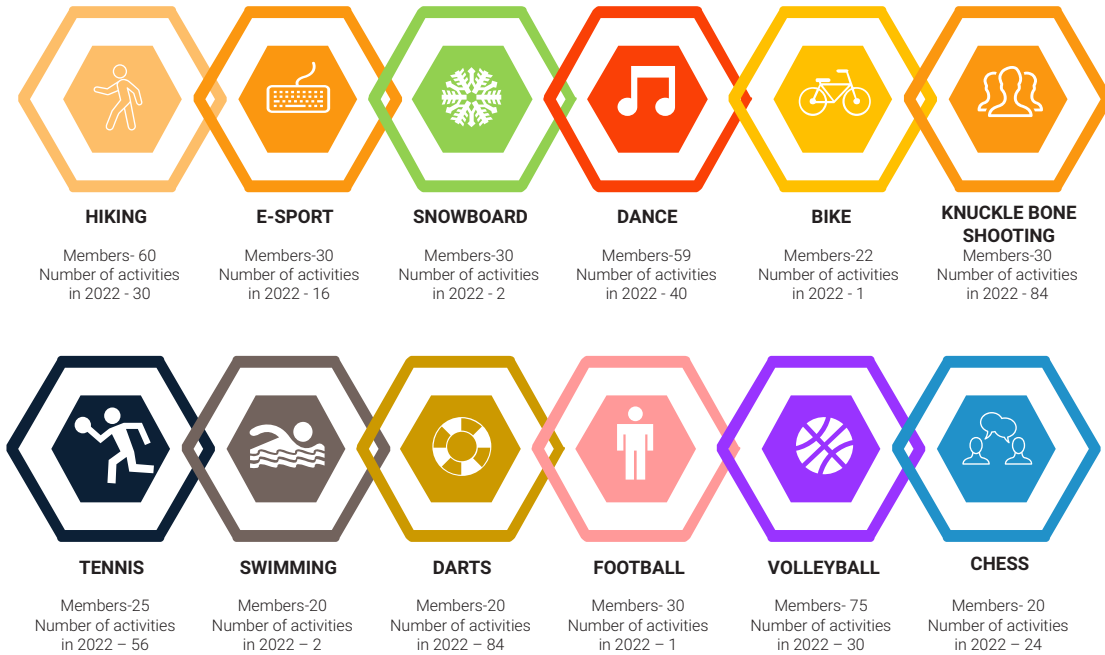 HIKING
Members- 60
Number of activities
in 2022 - 30
E-SPORT
Members-30
Number of activities
in 2022 - 16
SNOWBOARD
Members-30
Number of activities
in 2022 - 2
DANCE
Members-59
Number of activities
in 2022 - 40
BIKE
Members-22
Number of activities
in 2022 - 1
KNUCKLE BONE
SHOOTING
Members-30
Number of activities
in 2022 - 84
TENNIS
Members-25
Number of activities
in 2022 – 56
SWIMMING
Members-20
Number of activities
in 2022 – 2
DARTS
Members-20
Number of activities
in 2022 – 84
FOOTBALL
Members- 30
Number of activities
in 2022 – 1
VOLLEYBALL
Members- 75
Number of activities
in 2022 – 30
CHESS
Members- 20
Number of activities
in 2022 – 24